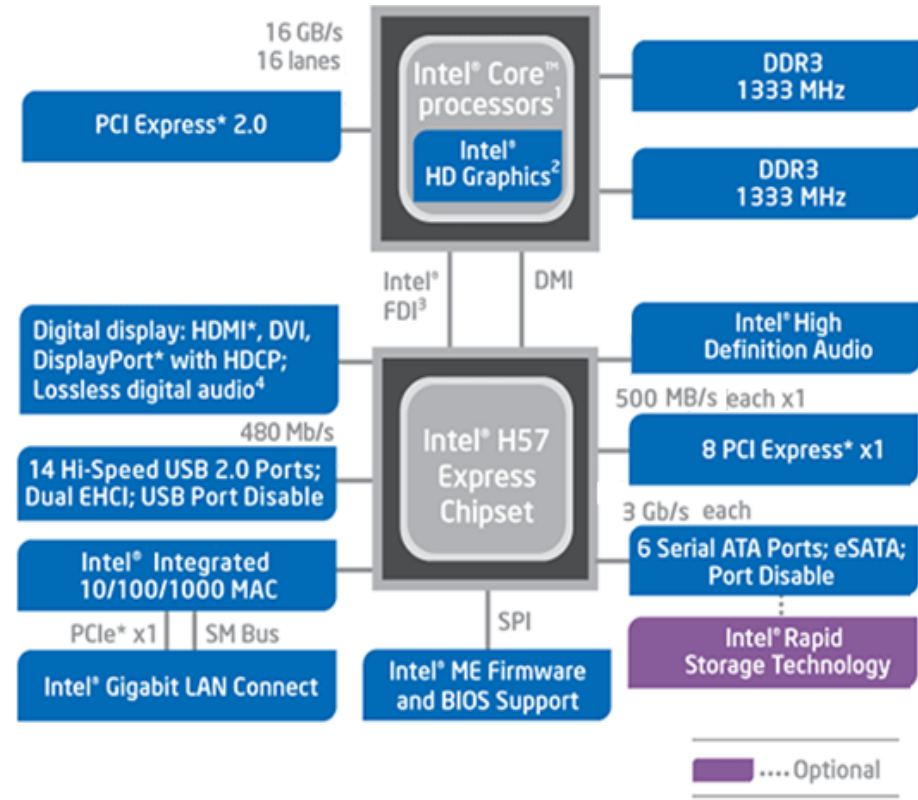 16 GB/s
16 lanes
PCI Express* 2.0
Intel® Core™
processors¹
Intel®
HD Graphics²
DDR3
1333 MHz
DDR3
1333 MHz
Intel®
FDI³
DMI
Digital display: HDMI*, DVI,
DisplayPort* with HDCP;
Lossless digital audio⁴
Intel® High
Definition Audio
500 MB/s each x1
8 PCI Express* x1
480 Mb/s
14 Hi-Speed USB 2.0 Ports;
Dual EHCI; USB Port Disable
Intel® H57
Express
Chipset
3 Gb/s each
6 Serial ATA Ports; eSATA;
Port Disable
Intel® Integrated
10/100/1000 MAC
PCIe* x1
SM Bus
SPI
Intel® Rapid
Storage Technology
Intel® Gigabit LAN Connect
Intel® ME Firmware
and BIOS Support
.... Optional